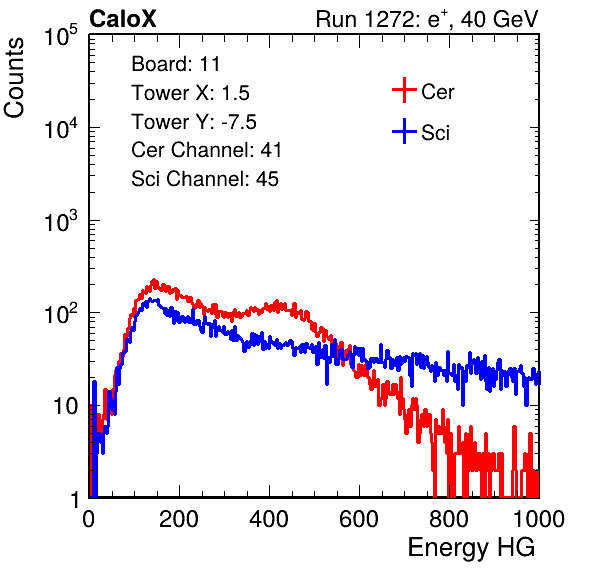 CaloX Run 1272: e⁺, 40 GeV
Counts
10⁵
10⁴
10³
10²
10
1
Board: 11
Tower X: 1.5
Tower Y: -7.5
Cer Channel: 41
Sci Channel: 45
Cer
Sci
0 200 400 600 800 1000
Energy HG